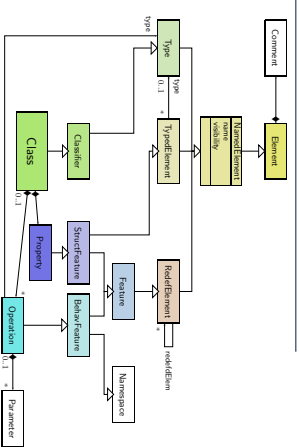 Comment
Element
NamedElement
name
visibility
type
Type
type
0..1
*
TypedElement
RedefElement
*
redefdElem
Classifier
Class
0..1
Property
StructFeature
Feature
BehavFeature
Namespace
*
Operation
0..1
*
Parameter